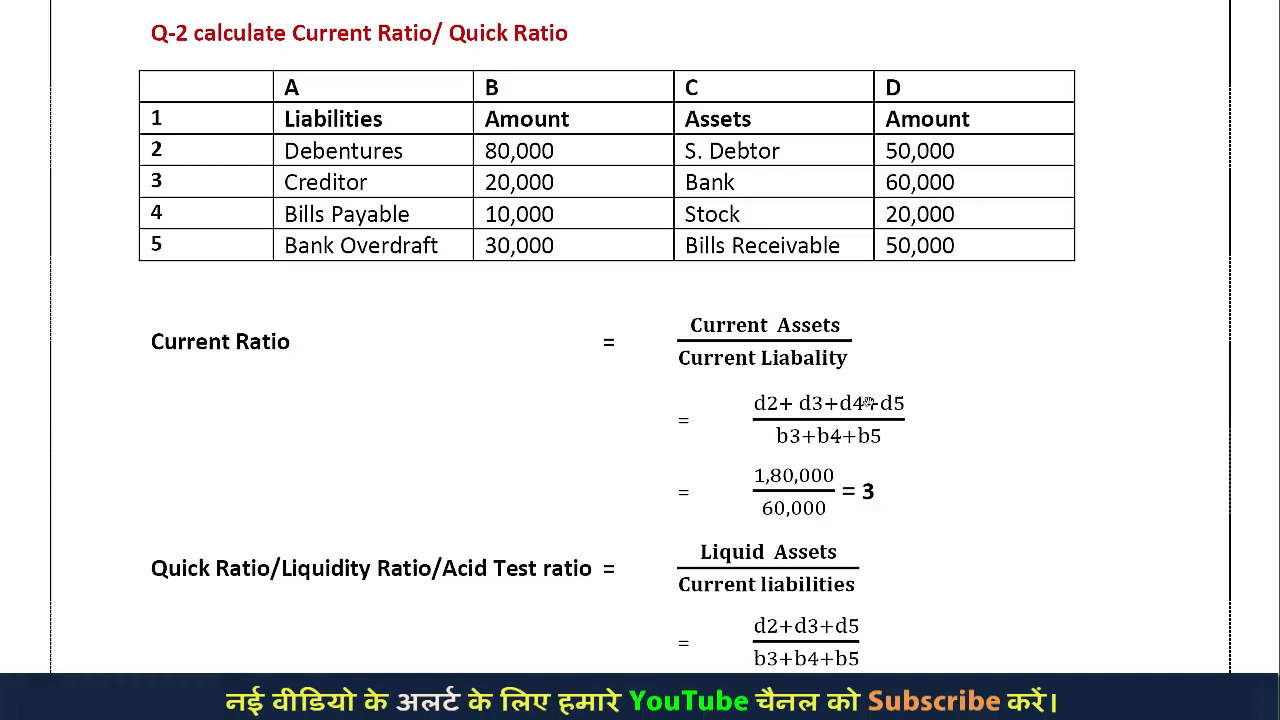 Q-2 calculate Current Ratio/ Quick Ratio
A B C D
1 Liabilities Amount Assets Amount
2 Debentures 80,000 S. Debtor 50,000
3 Creditor 20,000 Bank 60,000
4 Bills Payable 10,000 Stock 20,000
5 Bank Overdraft 30,000 Bills Receivable 50,000
Current Assets
Current Ratio =
Current Liabality
d2+ d3+d4+d5
=
b3+b4+b5
1,80,000
= = 3
60,000
Liquid Assets
Quick Ratio/Liquidity Ratio/Acid Test ratio =
Current liabilities
d2+d3+d5
=
b3+b4+b5
नई वीडियो के अलर्ट के लिए हमारे YouTube चैनल को Subscribe करें।